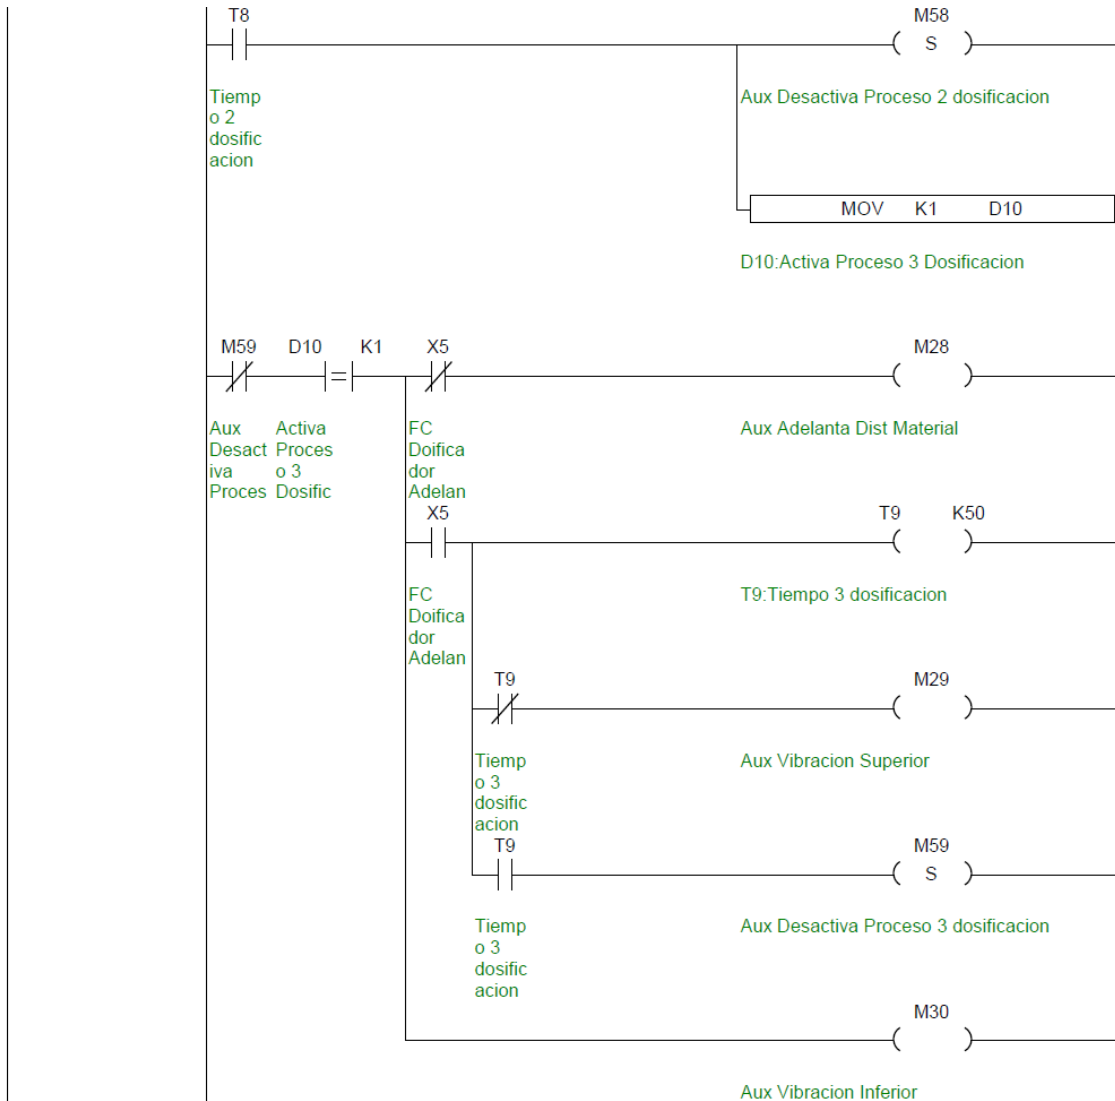 T8 M58
S
Tiemp
o 2
dosific
acion
Aux Desactiva Proceso 2 dosificacion
MOV K1 D10
D10:Activa Proceso 3 Dosificacion
M59 D10 K1 X5 M28
=
Aux
Desact
iva
Proces
Activa
Proces
o 3
Dosific
FC
Doifica
dor
Adelan
Aux Adelanta Dist Material
X5 T9 K50
FC
Doifica
dor
Adelan
T9:Tiempo 3 dosificacion
T9 M29
Tiemp
o 3
dosific
acion
Aux Vibracion Superior
T9 M59
S
Tiemp
o 3
dosific
acion
Aux Desactiva Proceso 3 dosificacion
M30
Aux Vibracion Inferior